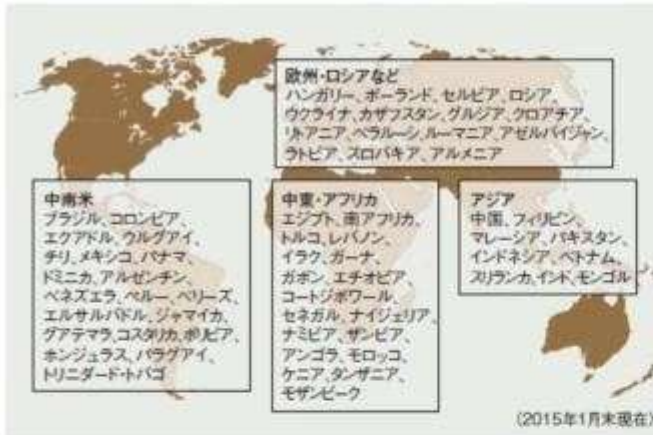 欧州・ロシアなど
ハンガリー、ポーランド、セルビア、ロシア、
ウクライナ、カザフスタン、グルジア、クロアチア、
リトアニア、ベラルーシ、ルーマニア、アゼルバイジャン、
ラトビア、スロバキア、アルメニア
中南米
ブラジル、コロンビア、
エクアドル、ウルグアイ、
チリ、メキシコ、パナマ、
ドミニカ、アルゼンチン、
ベネズエラ、ペルー、ベリーズ、
エルサルバドル、ジャマイカ、
グアテマラ、コスタリカ、ボリビア、
ホンジュラス、パラグアイ、
トリニダード・トバゴ
中東・アフリカ
エジプト、南アフリカ、
トルコ、レバノン、
イラク、ガーナ、
ガボン、エチオピア、
コートジボワール、
セネガル、ナイジェリア、
ナミビア、ザンビア、
アンゴラ、モロッコ、
ケニア、タンザニア、
モザンビーク
アジア
中国、フィリピン、
マレーシア、パキスタン、
インドネシア、ベトナム、
スリランカ、インド、モンゴル
(2015年1月末現在)